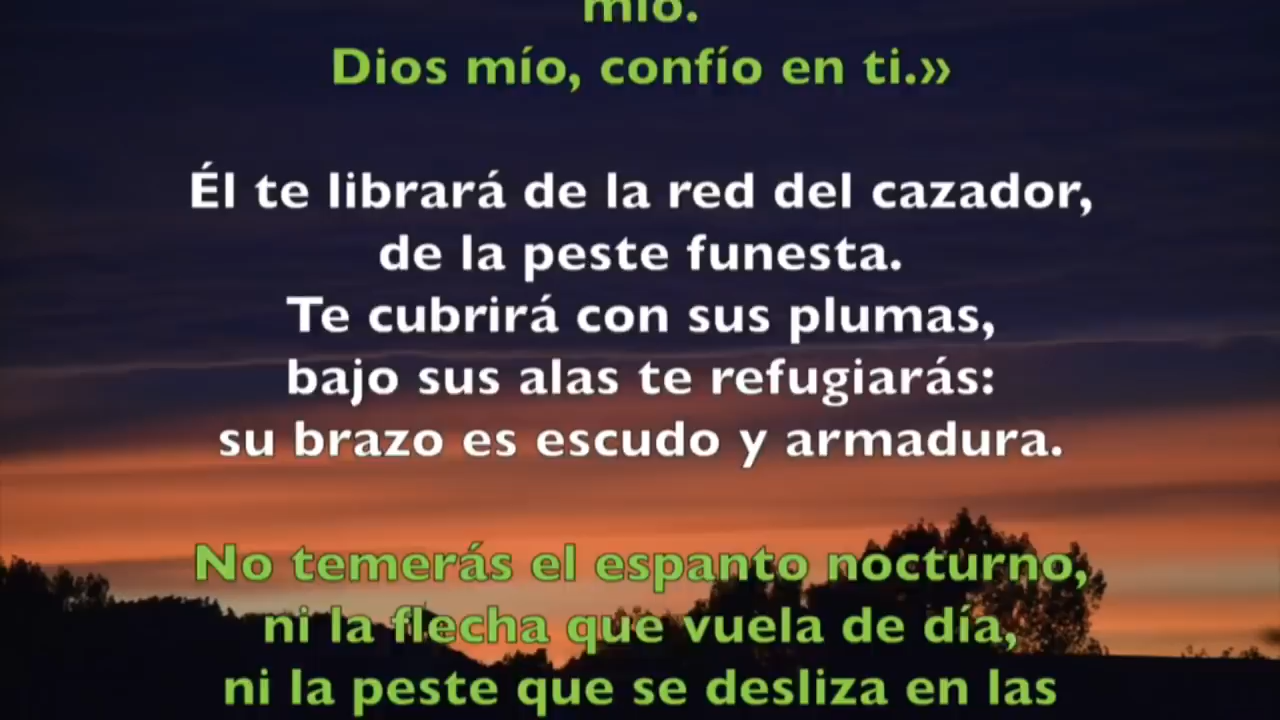 mío.
Dios mío, confío en ti.»
Él te librará de la red del cazador,
de la peste funesta.
Te cubrirá con sus plumas,
bajo sus alas te refugiarás:
su brazo es escudo y armadura.
No temerás el espanto nocturno,
ni la flecha que vuela de día,
ni la peste que se desliza en las